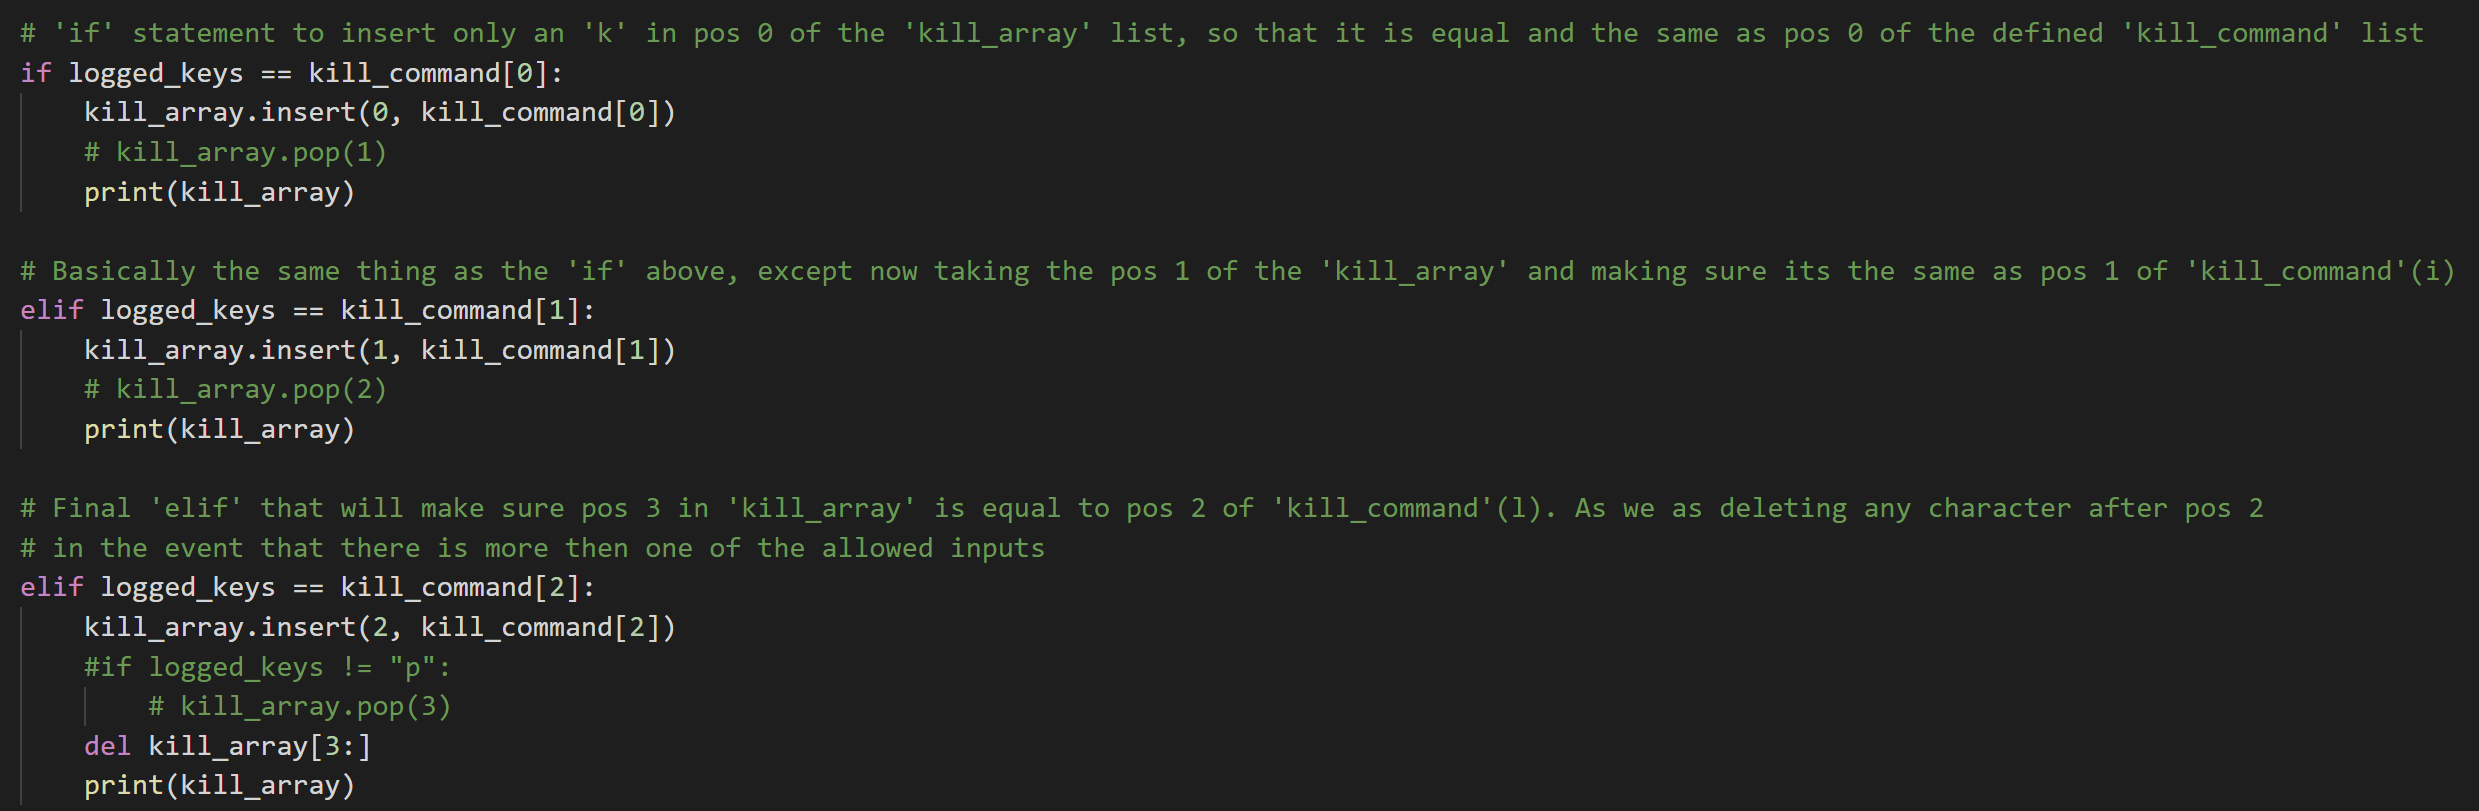 # 'if' statement to insert only an 'k' in pos 0 of the 'kill_array' list, so that it is equal and the same as pos 0 of the defined 'kill_command' list
if logged_keys == kill_command[0]:
    kill_array.insert(0, kill_command[0])
    # kill_array.pop(1)
    print(kill_array)

# Basically the same thing as the 'if' above, except now taking the pos 1 of the 'kill_array' and making sure its the same as pos 1 of 'kill_command'(i)
elif logged_keys == kill_command[1]:
    kill_array.insert(1, kill_command[1])
    # kill_array.pop(2)
    print(kill_array)

# Final 'elif' that will make sure pos 3 in 'kill_array' is equal to pos 2 of 'kill_command'(l). As we as deleting any character after pos 2
# in the event that there is more then one of the allowed inputs
elif logged_keys == kill_command[2]:
    kill_array.insert(2, kill_command[2])
    #if logged_keys != "p":
        # kill_array.pop(3)
    del kill_array[3:]
    print(kill_array)